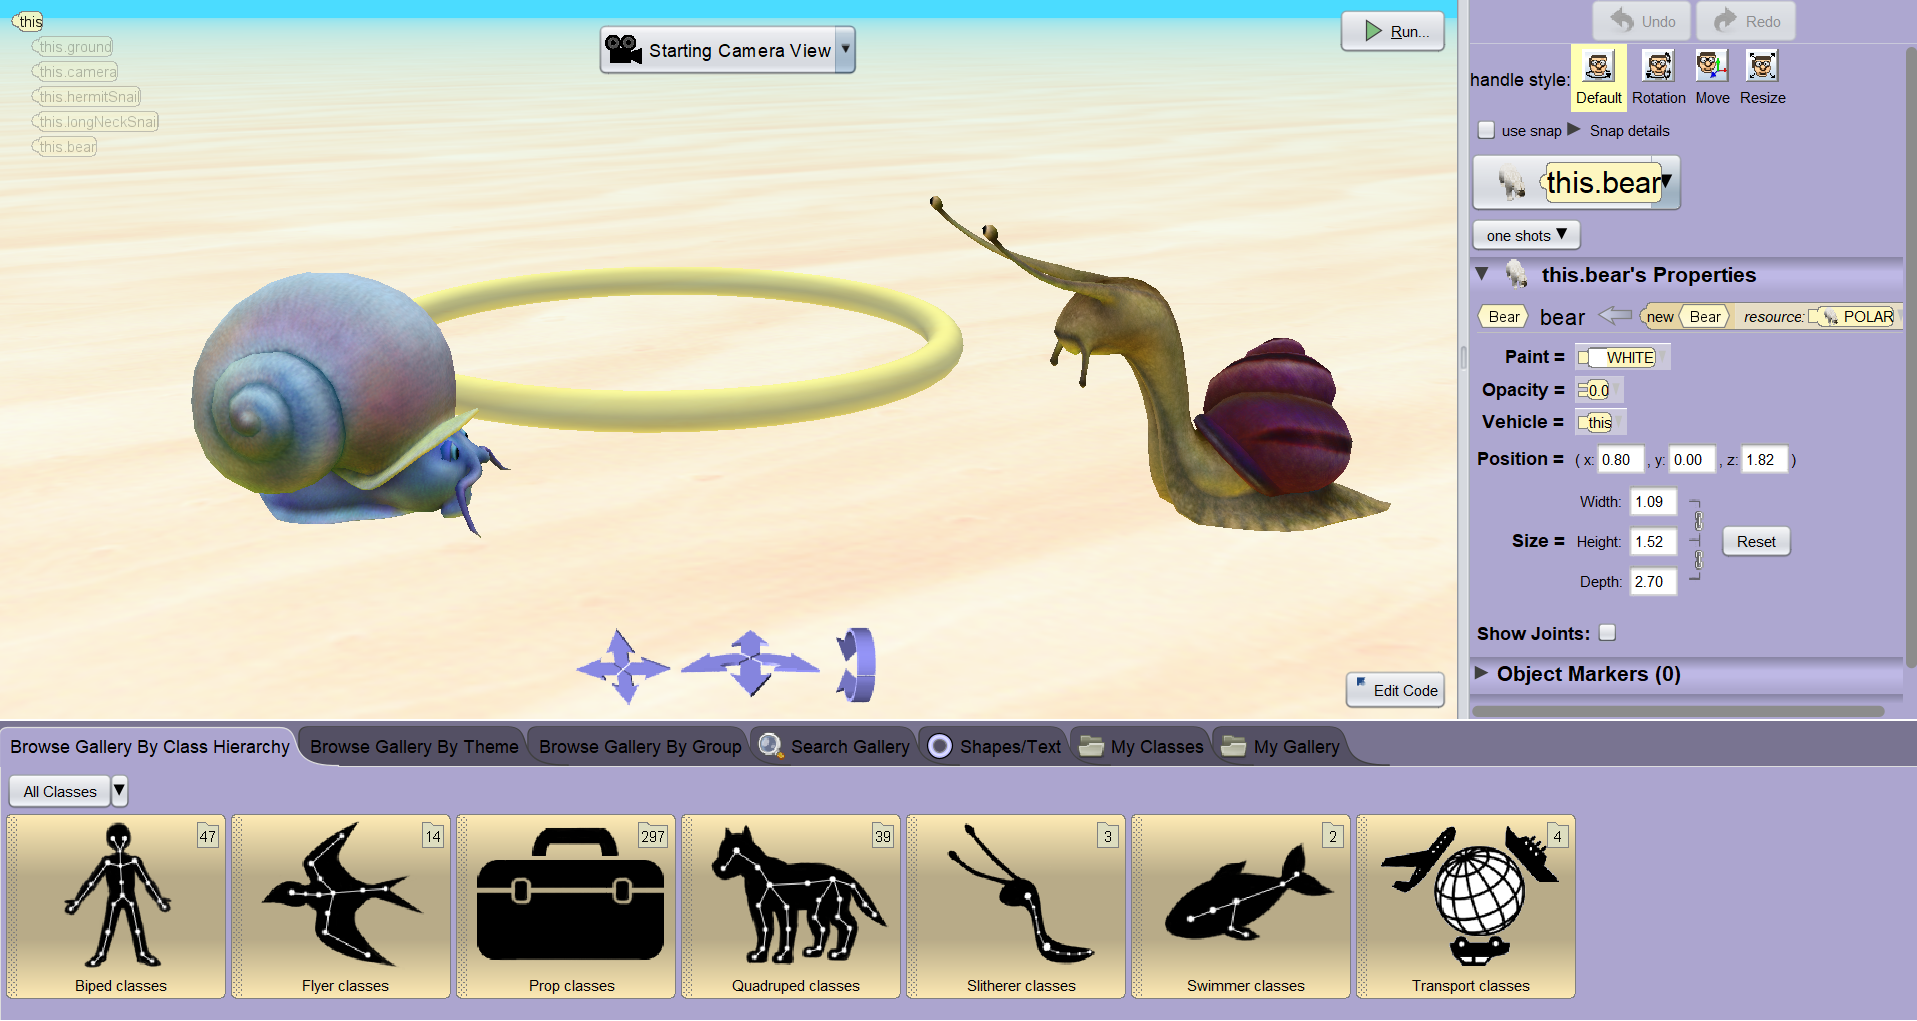 this
this.ground
this.camera
this.hermitSnail
this.longNeckSnail
this.bear
Starting Camera View
Run...
Edit Code
Undo Redo
handle style:
Default Rotation Move Resize
use snap Snap details
this.bear
one shots
this.bear's Properties
Bear bear new Bear resource: POLAR
Paint = WHITE
Opacity = 0.0
Vehicle = this
Position = ( x: 0.80 , y: 0.00 , z: 1.82 )
Width: 1.09
Size = Height: 1.52 Reset
Depth: 2.70
Show Joints:
Object Markers (0)
Browse Gallery By Class Hierarchy Browse Gallery By Theme Browse Gallery By Group Search Gallery Shapes/Text My Classes My Gallery
All Classes
47 14 297 39 3 2 4
Biped classes Flyer classes Prop classes Quadruped classes Slitherer classes Swimmer classes Transport classes